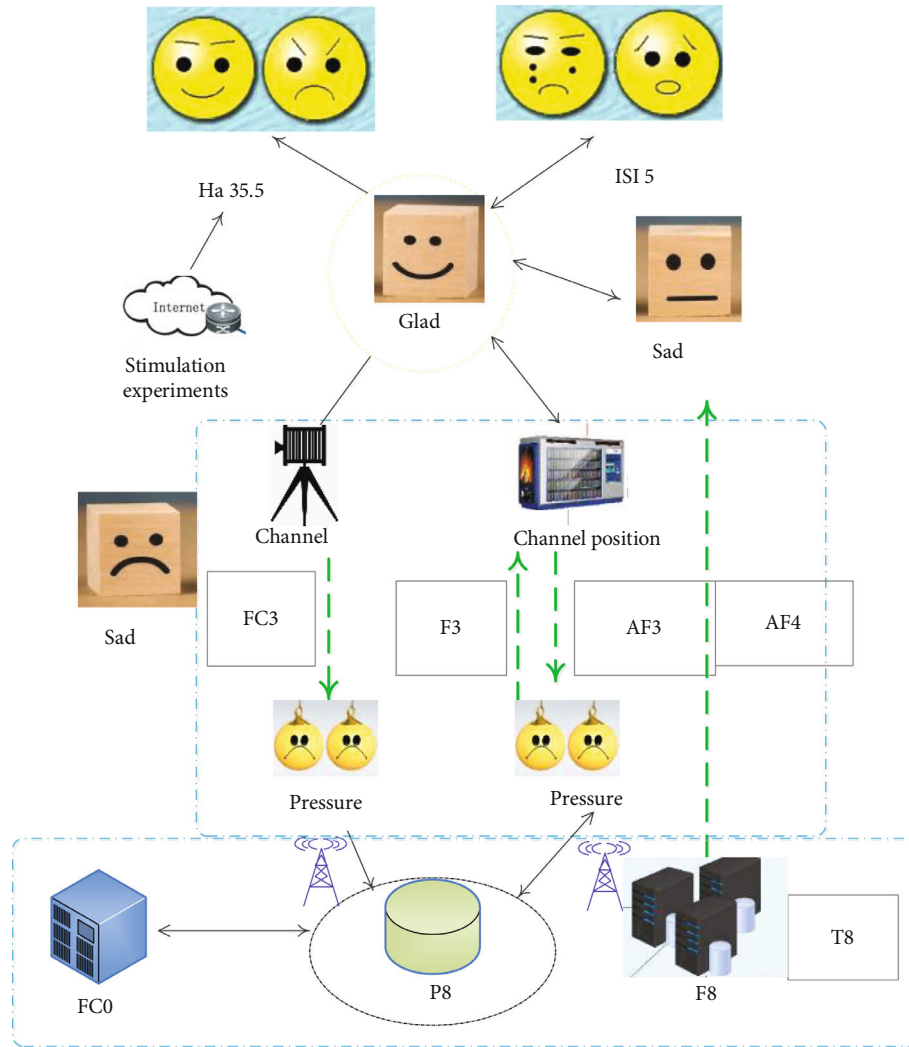 Ha 35.5
ISI 5
Internet
Glad
Sad
Stimulation
experiments
Channel
Channel position
Sad
FC3
F3
AF3
AF4
Pressure
Pressure
FC0
P8
F8
T8